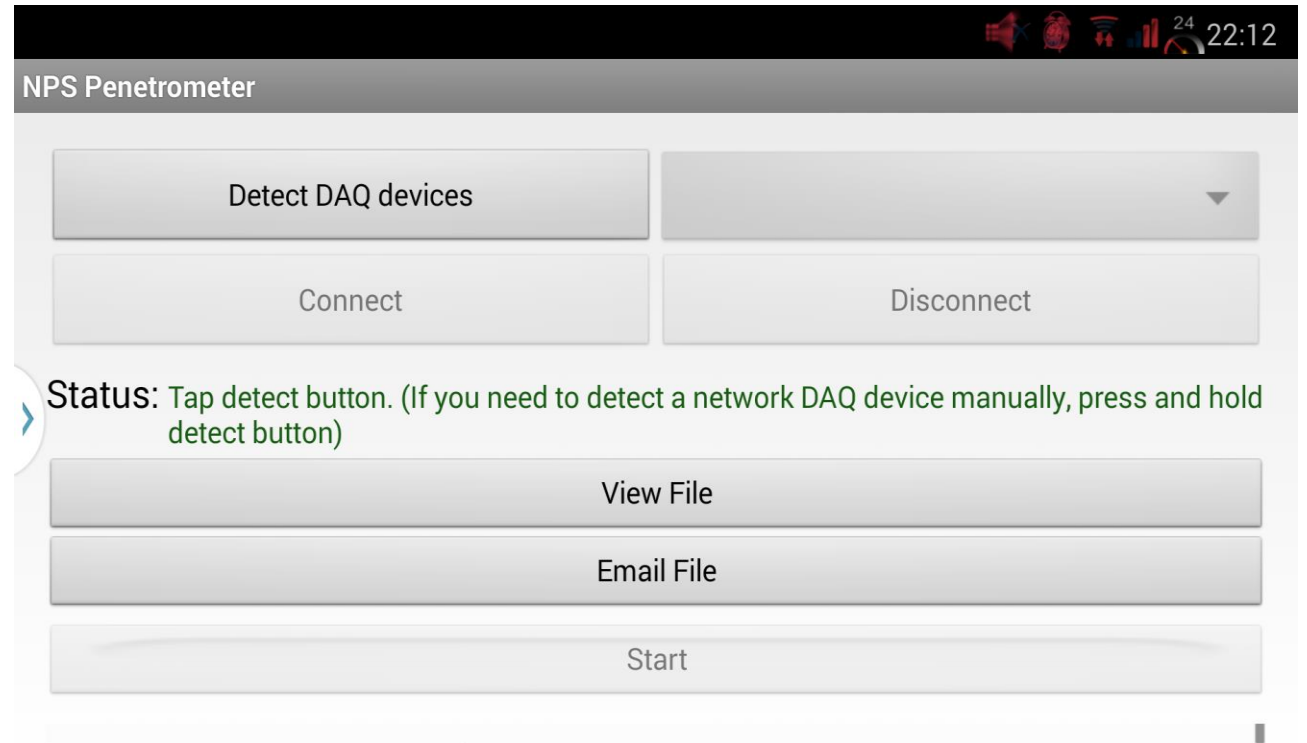 24 22:12
NPS Penetrometer
Detect DAQ devices
Connect
Disconnect
Status: Tap detect button. (If you need to detect a network DAQ device manually, press and hold
detect button)
View File
Email File
Start